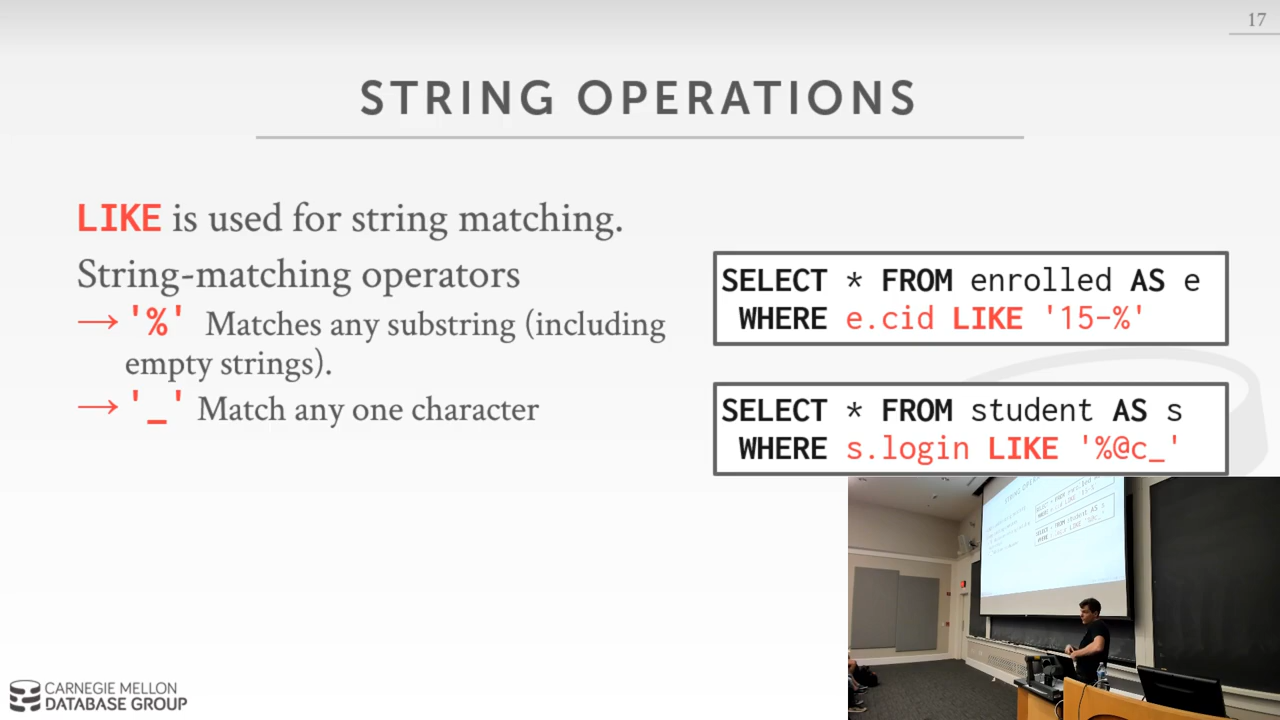 17
STRING OPERATIONS
LIKE is used for string matching.
String-matching operators
→ '%' Matches any substring (including
empty strings).
→ '_' Match any one character
SELECT * FROM enrolled AS e
WHERE e.cid LIKE '15-%'
SELECT * FROM student AS s
WHERE s.login LIKE '%@c_'
CARNEGIE MELLON
DATABASE GROUP